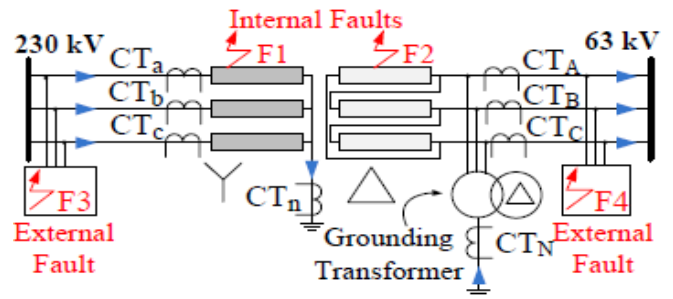 Internal Faults
230 kV
63 kV
F1
F2
CTa
CTA
CTb
CTB
CTc
CTC
F3
F4
CTn
External
Fault
Grounding
Transformer
CTN
External
Fault